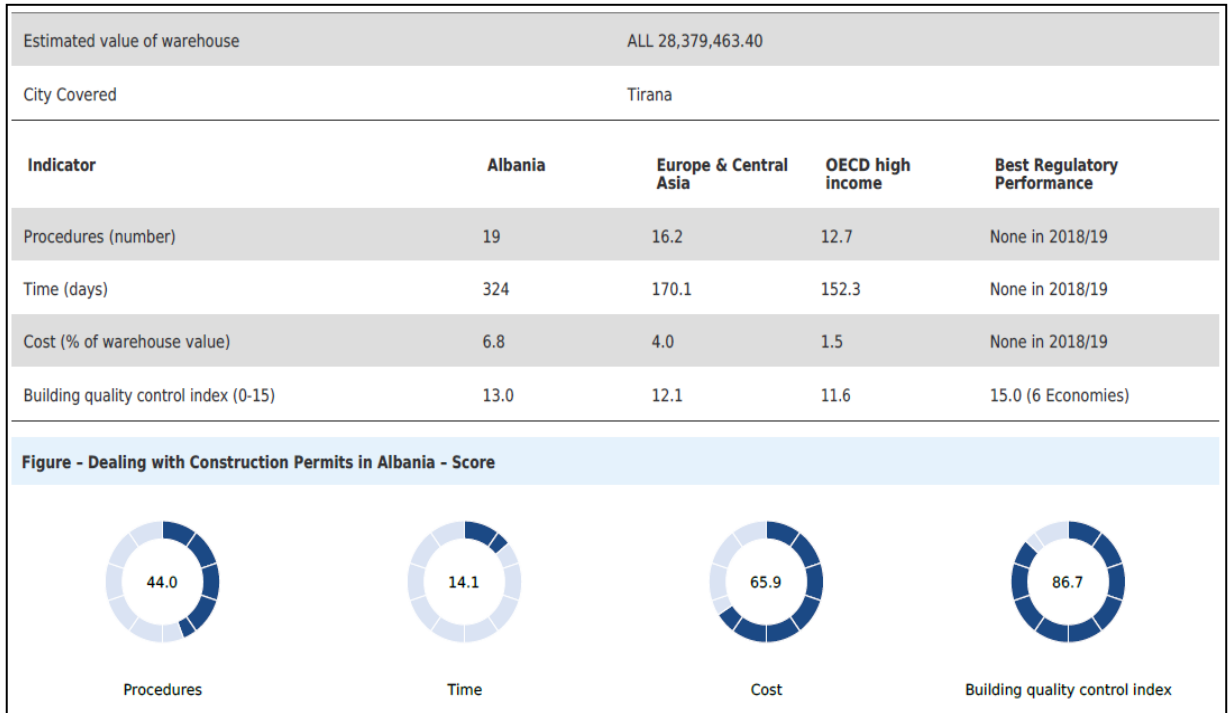 Estimated value of warehouse ALL 28,379,463.40
City Covered Tirana
Indicator Albania Europe & Central Asia OECD high income Best Regulatory Performance
Procedures (number) 19 16.2 12.7 None in 2018/19
Time (days) 324 170.1 152.3 None in 2018/19
Cost (% of warehouse value) 6.8 4.0 1.5 None in 2018/19
Building quality control index (0-15) 13.0 12.1 11.6 15.0 (6 Economies)
Figure – Dealing with Construction Permits in Albania – Score
44.0 14.1 65.9 86.7
Procedures Time Cost Building quality control index